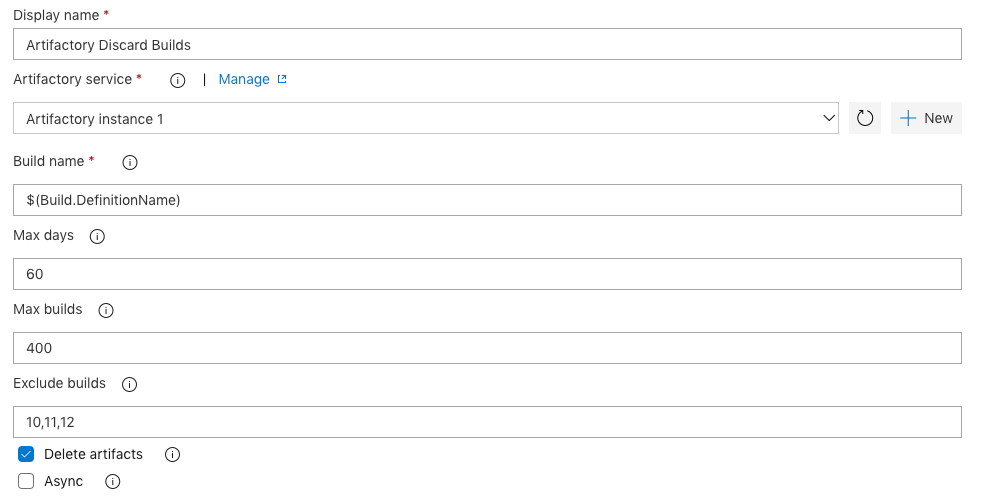 Display name *
Artifactory Discard Builds
Artifactory service * | Manage
Artifactory instance 1
New
Build name *
$(Build.DefinitionName)
Max days
60
Max builds
400
Exclude builds
10,11,12
Delete artifacts
Async